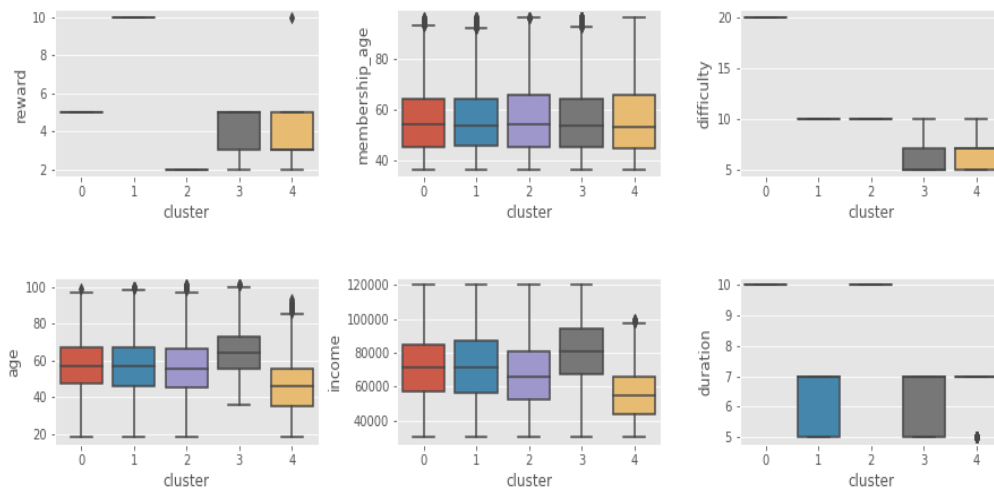 10
8
6
4
2
reward
0 1 2 3 4
cluster
80
60
40
membership_age
0 1 2 3 4
cluster
20
15
10
5
difficulty
0 1 2 3 4
cluster
100
80
60
40
20
age
0 1 2 3 4
cluster
120000
100000
80000
60000
40000
income
0 1 2 3 4
cluster
10
9
8
7
6
5
duration
0 1 2 3 4
cluster